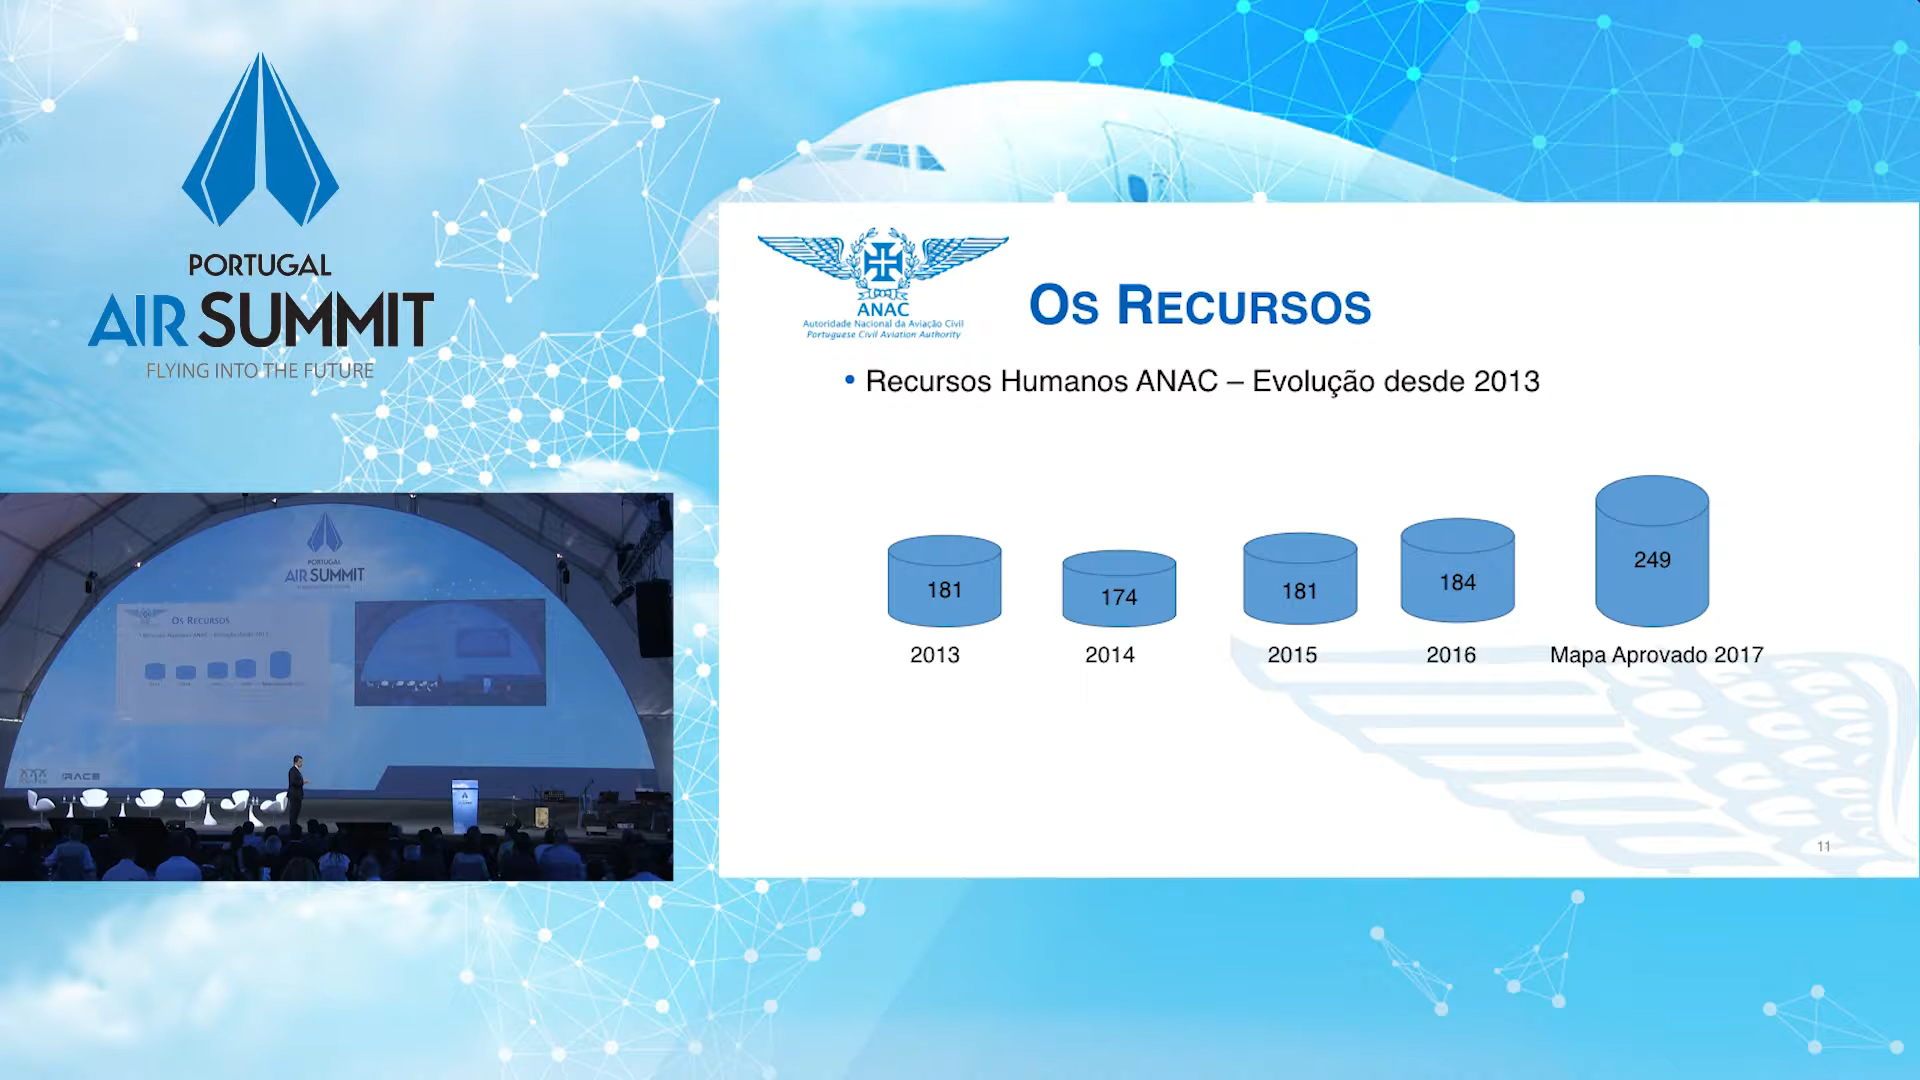 PORTUGAL
AIR SUMMIT
FLYING INTO THE FUTURE
ANAC
Autoridade Nacional da Aviação Civil
Portuguese Civil Aviation Authority
OS RECURSOS
• Recursos Humanos ANAC – Evolução desde 2013
181
174
181
184
249
2013
2014
2015
2016
Mapa Aprovado 2017
11
PORTUGAL
AIR SUMMIT
OS RECURSOS